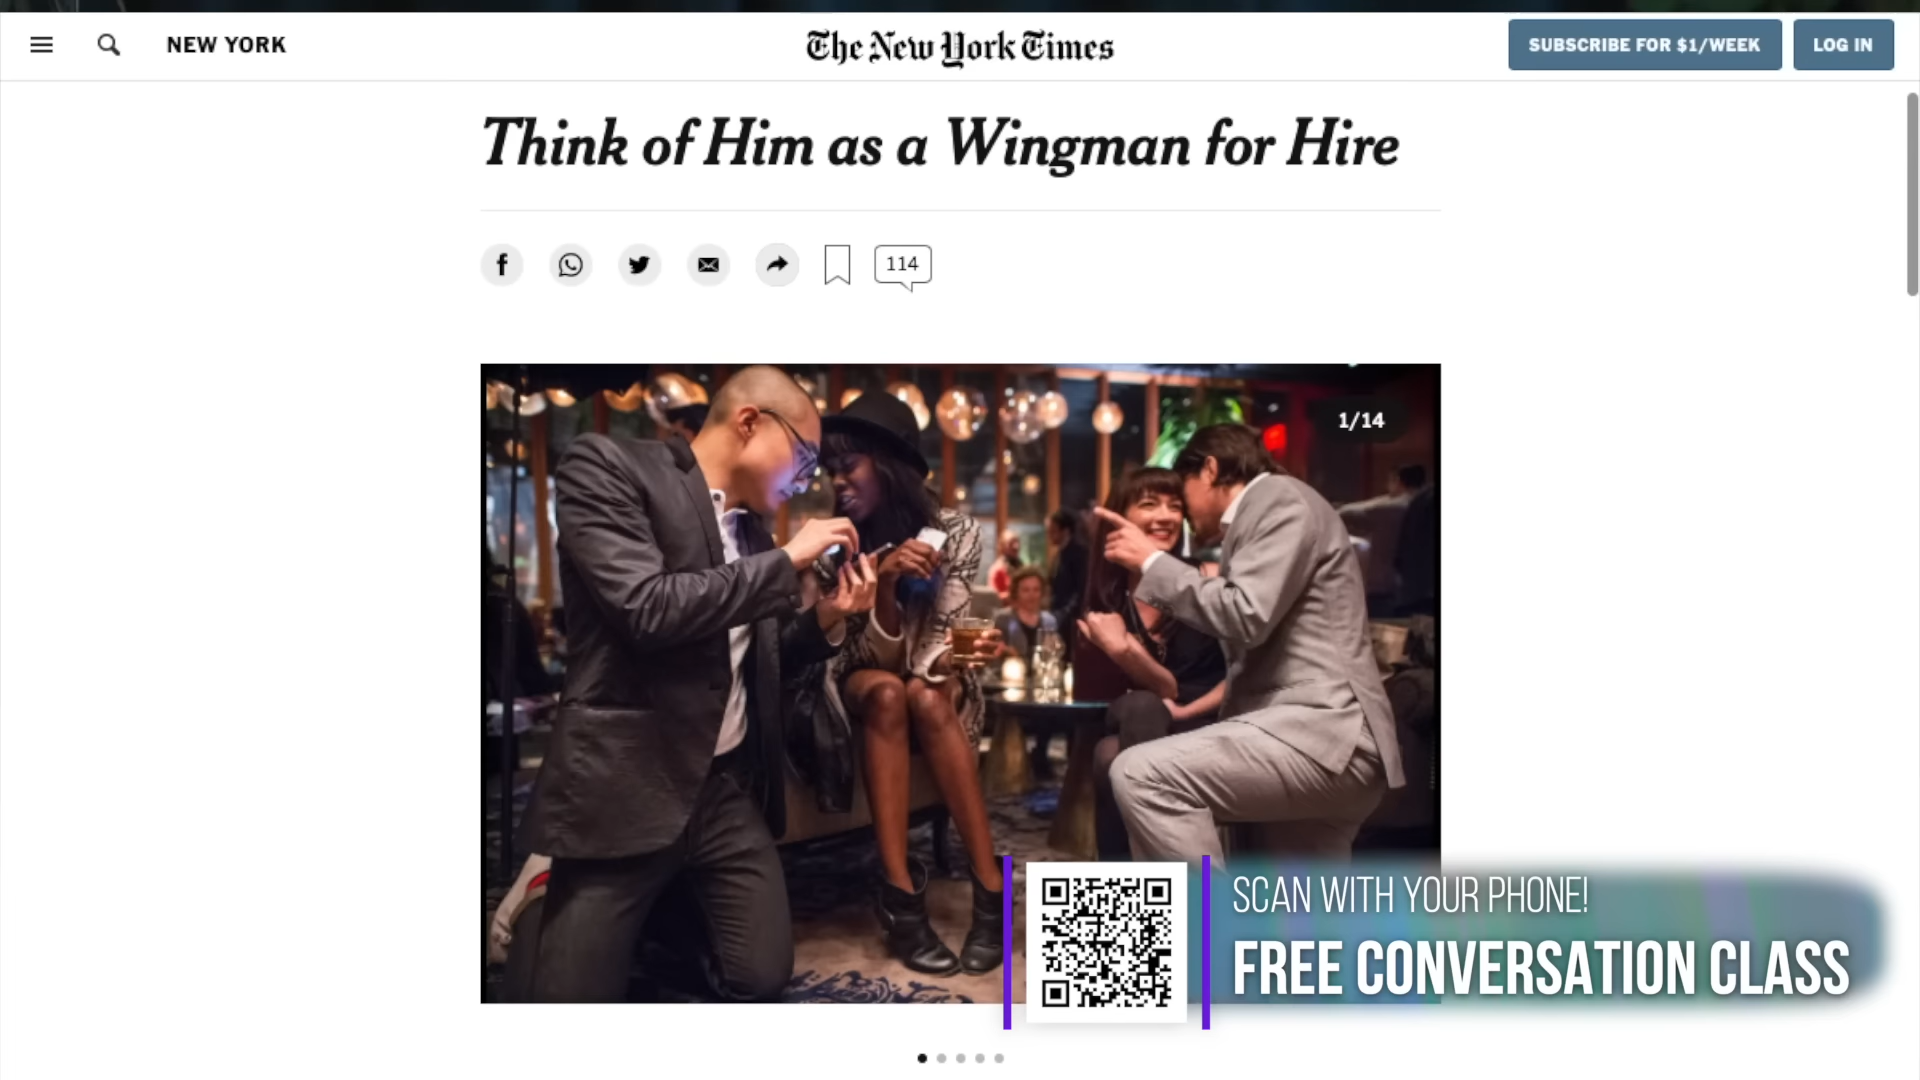 NEW YORK
The New York Times
SUBSCRIBE FOR $1/WEEK
LOG IN
Think of Him as a Wingman for Hire
f
114
1/14
SCAN WITH YOUR PHONE!
FREE CONVERSATION CLASS